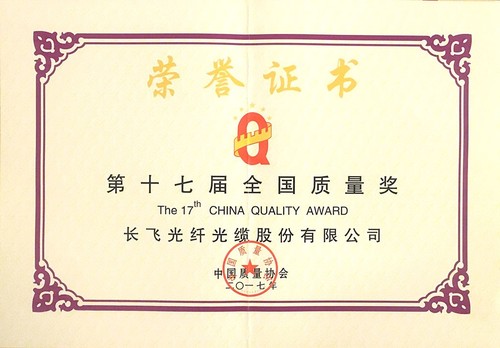 荣誉证书
Q
第十七届全国质量奖
The 17th CHINA QUALITY AWARD
长飞光纤光缆股份有限公司
中国质量协会
二〇一七年